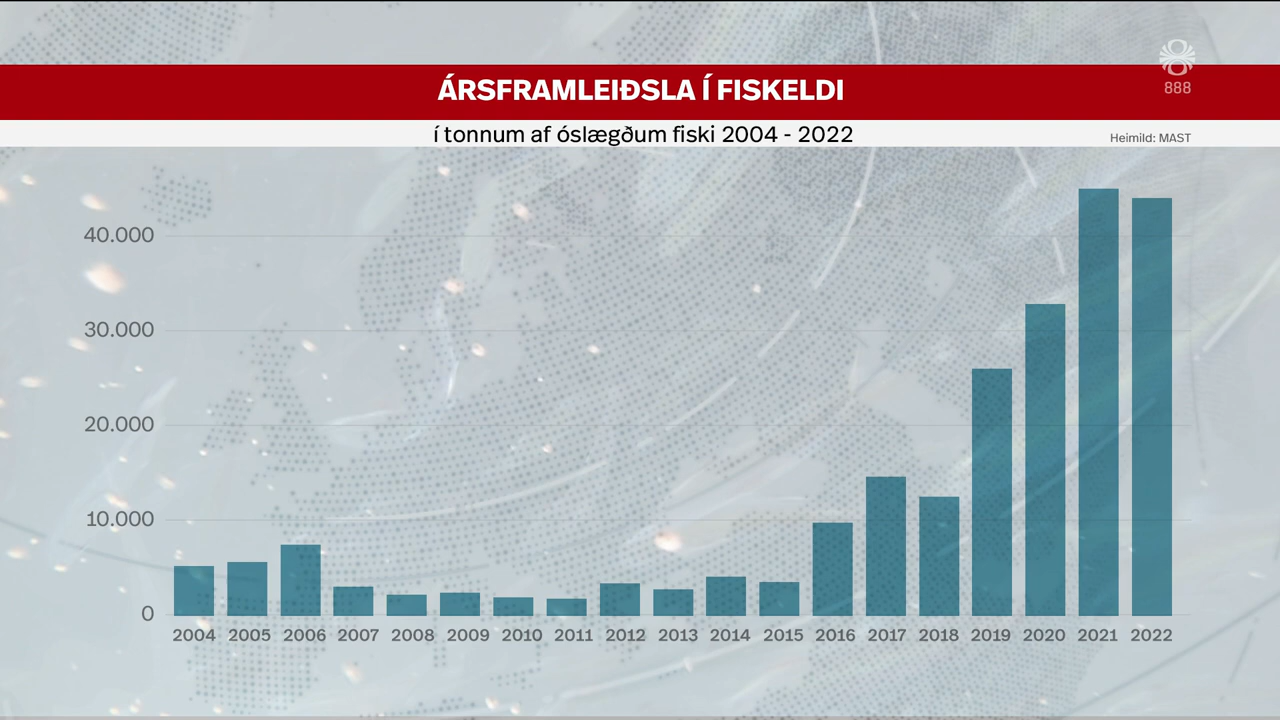 888
ÁRSFRAMLEIÐSLA Í FISKELDI
í tonnum af óslægðum fiski 2004 - 2022
Heimild: MAST
40.000
30.000
20.000
10.000
0
2004 2005 2006 2007 2008 2009 2010 2011 2012 2013 2014 2015 2016 2017 2018 2019 2020 2021 2022